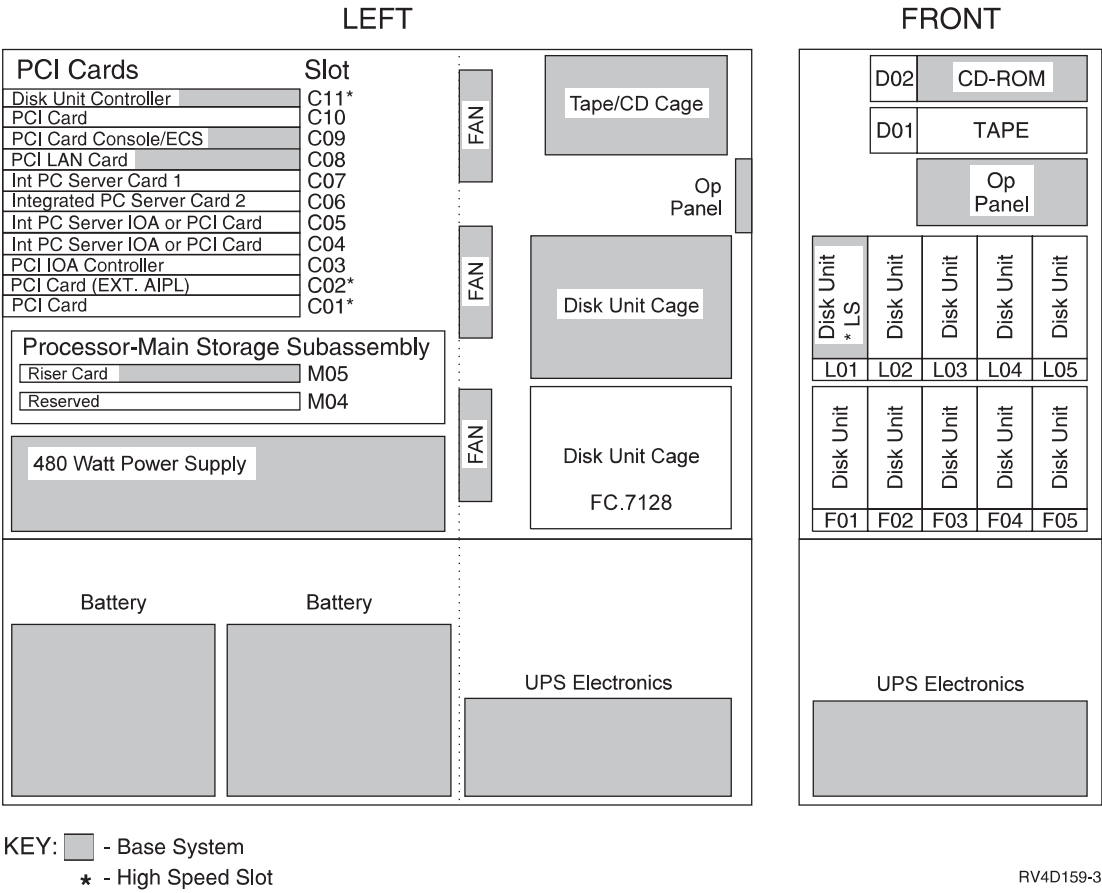 LEFT
FRONT
PCI Cards Slot
Disk Unit Controller C11*
PCI Card C10
PCI Card Console/ECS C09
PCI LAN Card C08
Int PC Server Card 1 C07
Integrated PC Server Card 2 C06
Int PC Server IOA or PCI Card C05
Int PC Server IOA or PCI Card C04
PCI IOA Controller C03
PCI Card (EXT. AIPL) C02*
PCI Card C01*
Processor-Main Storage Subassembly
Riser Card M05
Reserved M04
480 Watt Power Supply
FAN
FAN
FAN
Tape/CD Cage
Op
Panel
Disk Unit Cage
Disk Unit Cage
FC.7128
Battery
Battery
UPS Electronics
D02 CD-ROM
D01 TAPE
Op
Panel
Disk Unit
* LS
Disk Unit
Disk Unit
Disk Unit
Disk Unit
L01 L02 L03 L04 L05
Disk Unit
Disk Unit
Disk Unit
Disk Unit
Disk Unit
F01 F02 F03 F04 F05
UPS Electronics
KEY: - Base System
* - High Speed Slot
RV4D159-3